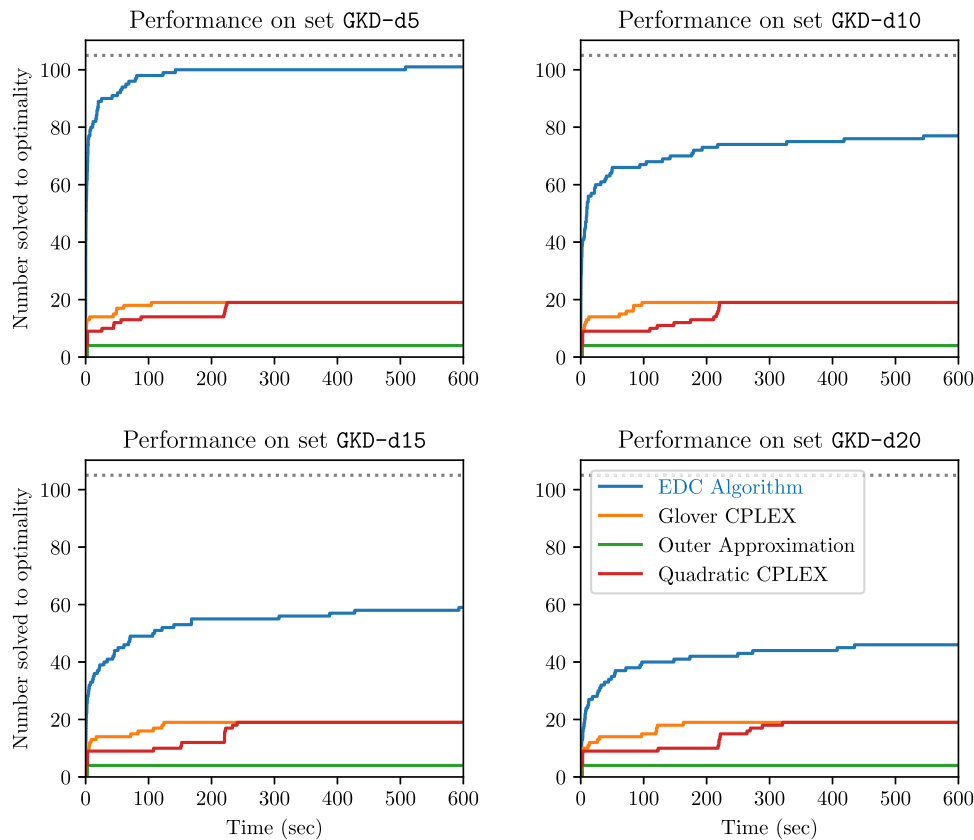 Performance on set GKD-d5
Number solved to optimality
100
80
60
40
20
0
0 100 200 300 400 500 600
Performance on set GKD-d10
100
80
60
40
20
0
0 100 200 300 400 500 600
Performance on set GKD-d15
Number solved to optimality
100
80
60
40
20
0
0 100 200 300 400 500 600
Time (sec)
Performance on set GKD-d20
100
80
60
40
20
0
EDC Algorithm
Glover CPLEX
Outer Approximation
Quadratic CPLEX
0 100 200 300 400 500 600
Time (sec)